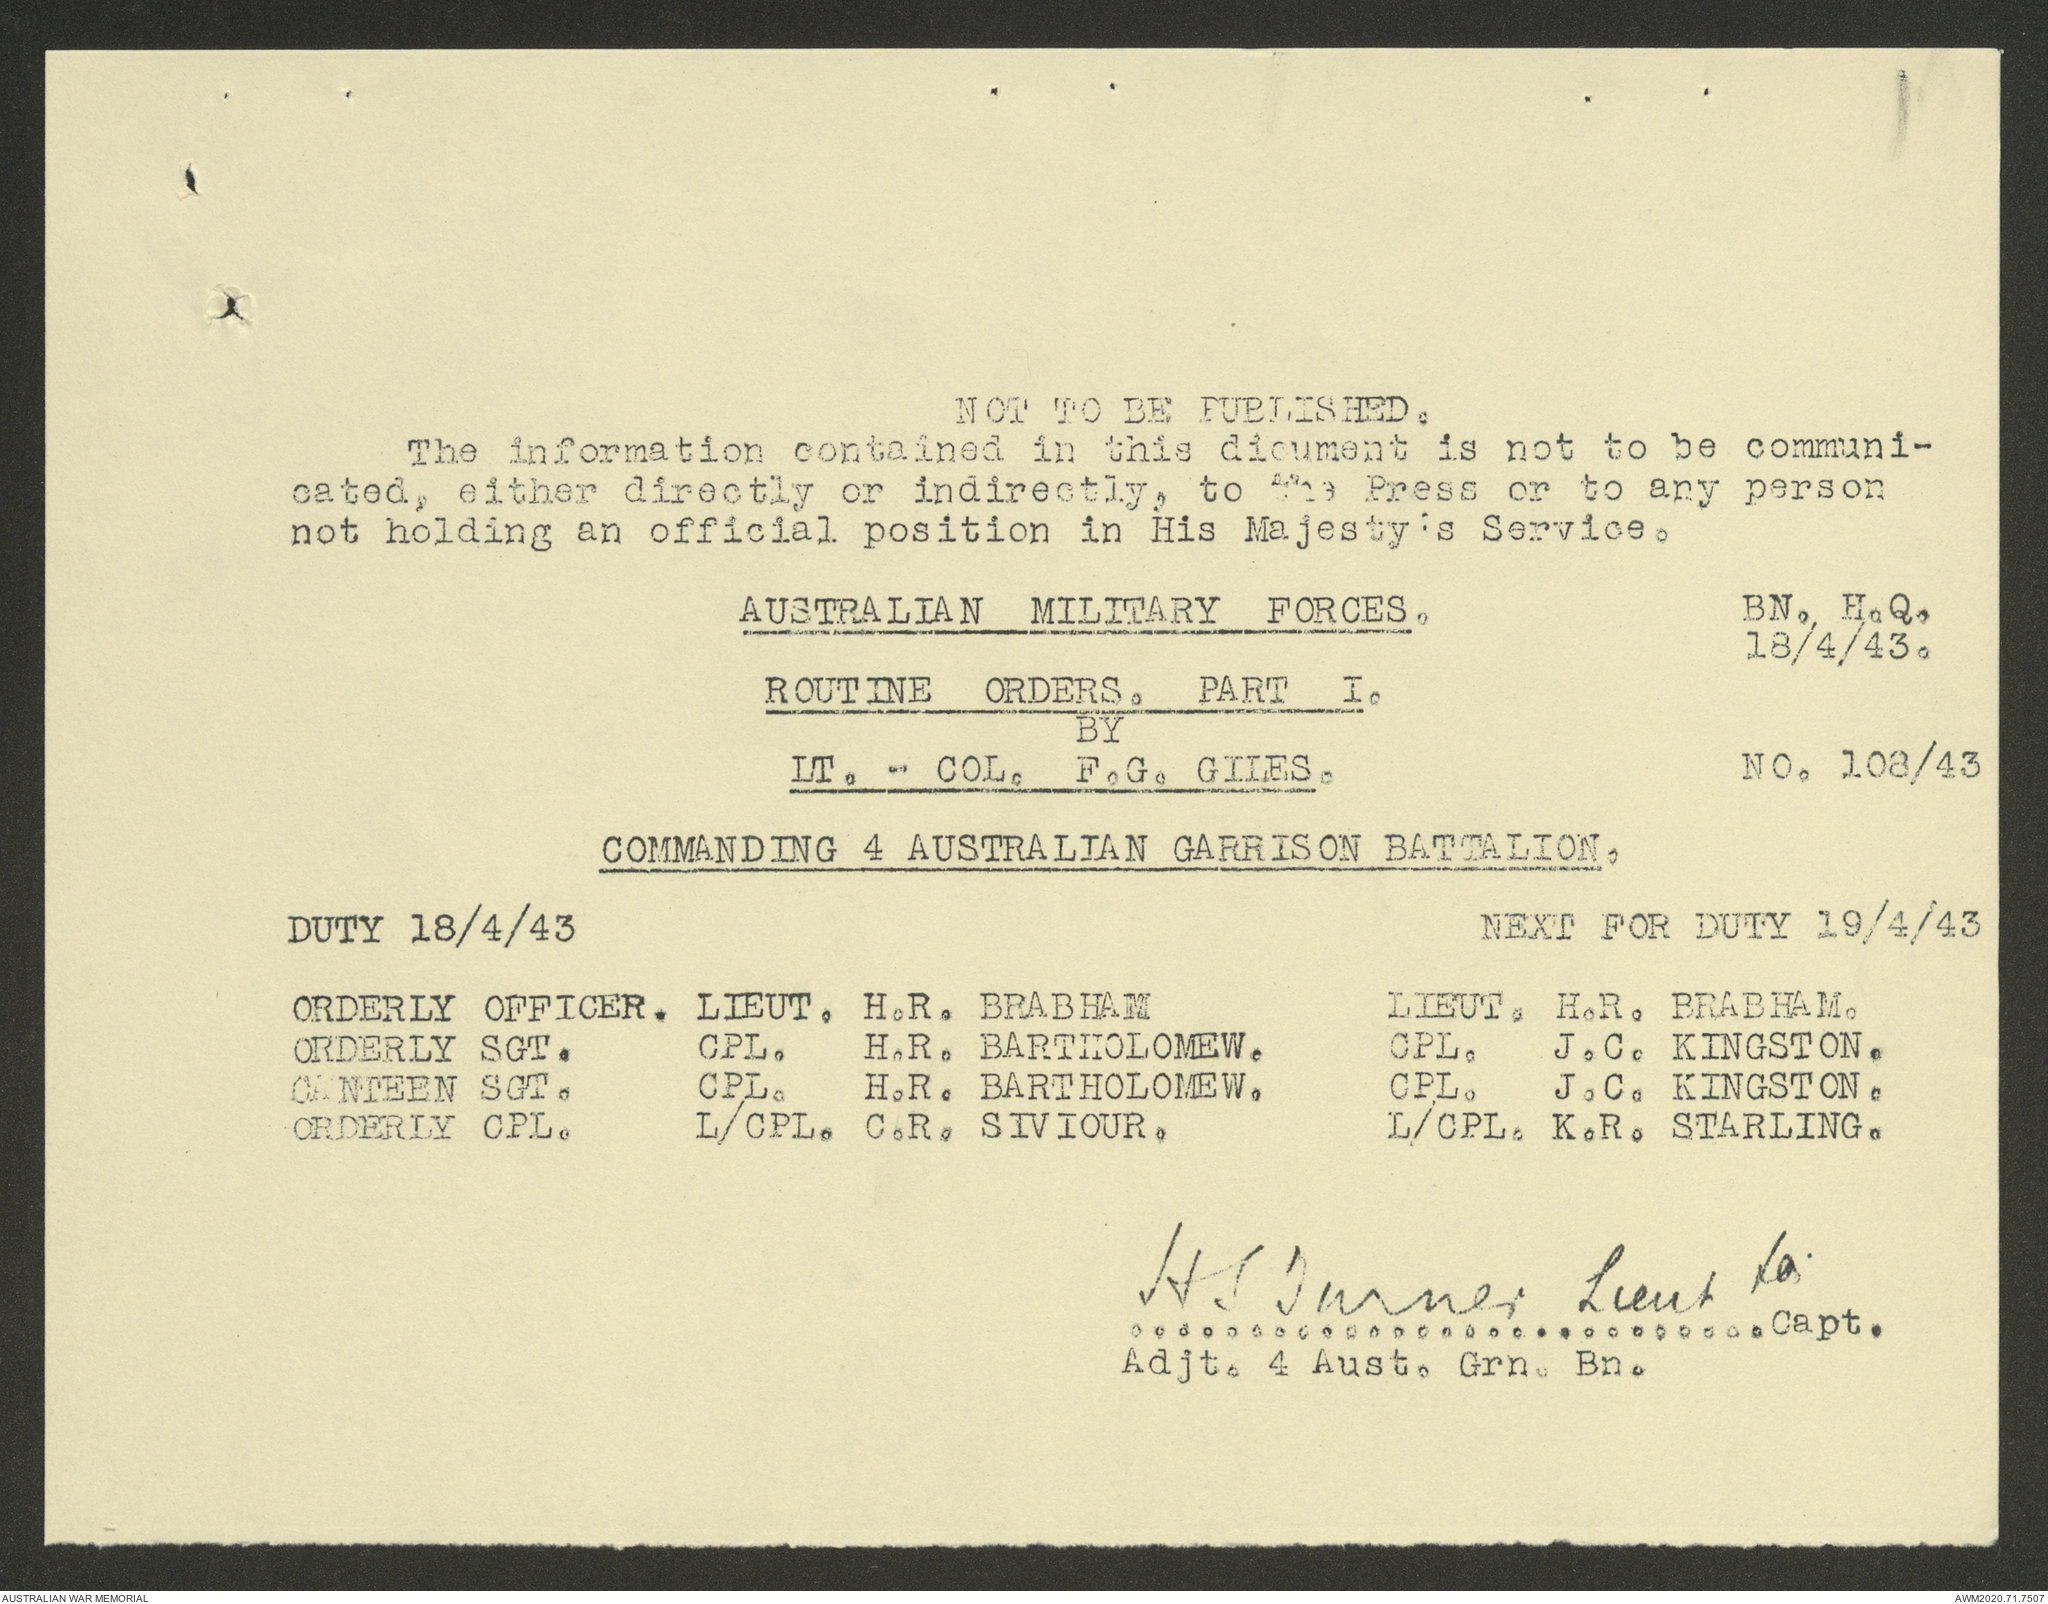 NOT TO BE PUBLISHED.
The information contained in this dicument is not to be communi-
cated, either directly or indirectly, to the Press or to any person
not holding an official position in His Majesty's Service.
AUSTRALIAN MILITARY FORCES. BN. H.Q.
18/4/43.
ROUTINE ORDERS. PART I.
BY
LT. - COL. F.G. GILES. NO. 108/43
COMMANDING 4 AUSTRALIAN GARRISON BATTALION.
DUTY 18/4/43 NEXT FOR DUTY 19/4/43
ORDERLY OFFICER. LIEUT. H.R. BRABHAM LIEUT. H.R. BRABHAM.
ORDERLY SGT. CPL. H.R. BARTHOLOMEW. CPL. J.C. KINGSTON.
CANTEEN SGT. CPL. H.R. BARTHOLOMEW. CPL. J.C. KINGSTON.
ORDERLY CPL. L/CPL. C.R. SIVIOUR. L/CPL. K.R. STARLING.
H S Turner Lieut for
...........................Capt.
Adjt. 4 Aust. Grn. Bn.
AUSTRALIAN WAR MEMORIAL AWM2020.71.7507